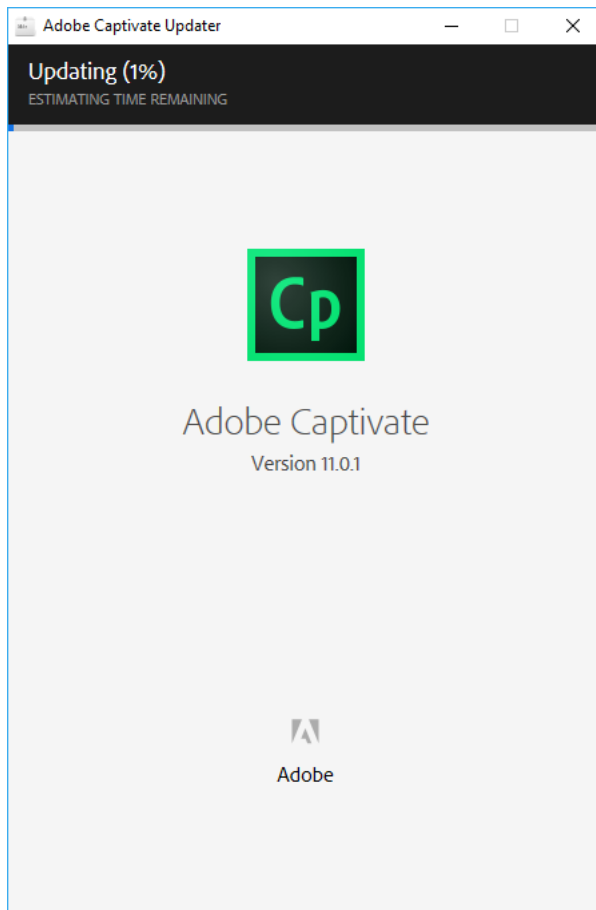 Adobe Captivate Updater
Updating (1%)
ESTIMATING TIME REMAINING
Cp
Adobe Captivate
Version 11.0.1
Adobe